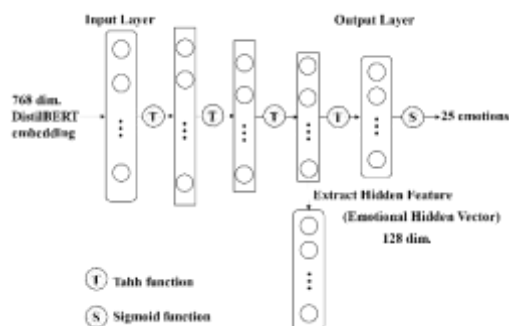 Input Layer
Output Layer
768 dim.
DistilBERT
embedding
T
T
T
T
S
25 emotions
Extract Hidden Feature
(Emotional Hidden Vector)
128 dim.
T Tahh function
S Sigmoid function